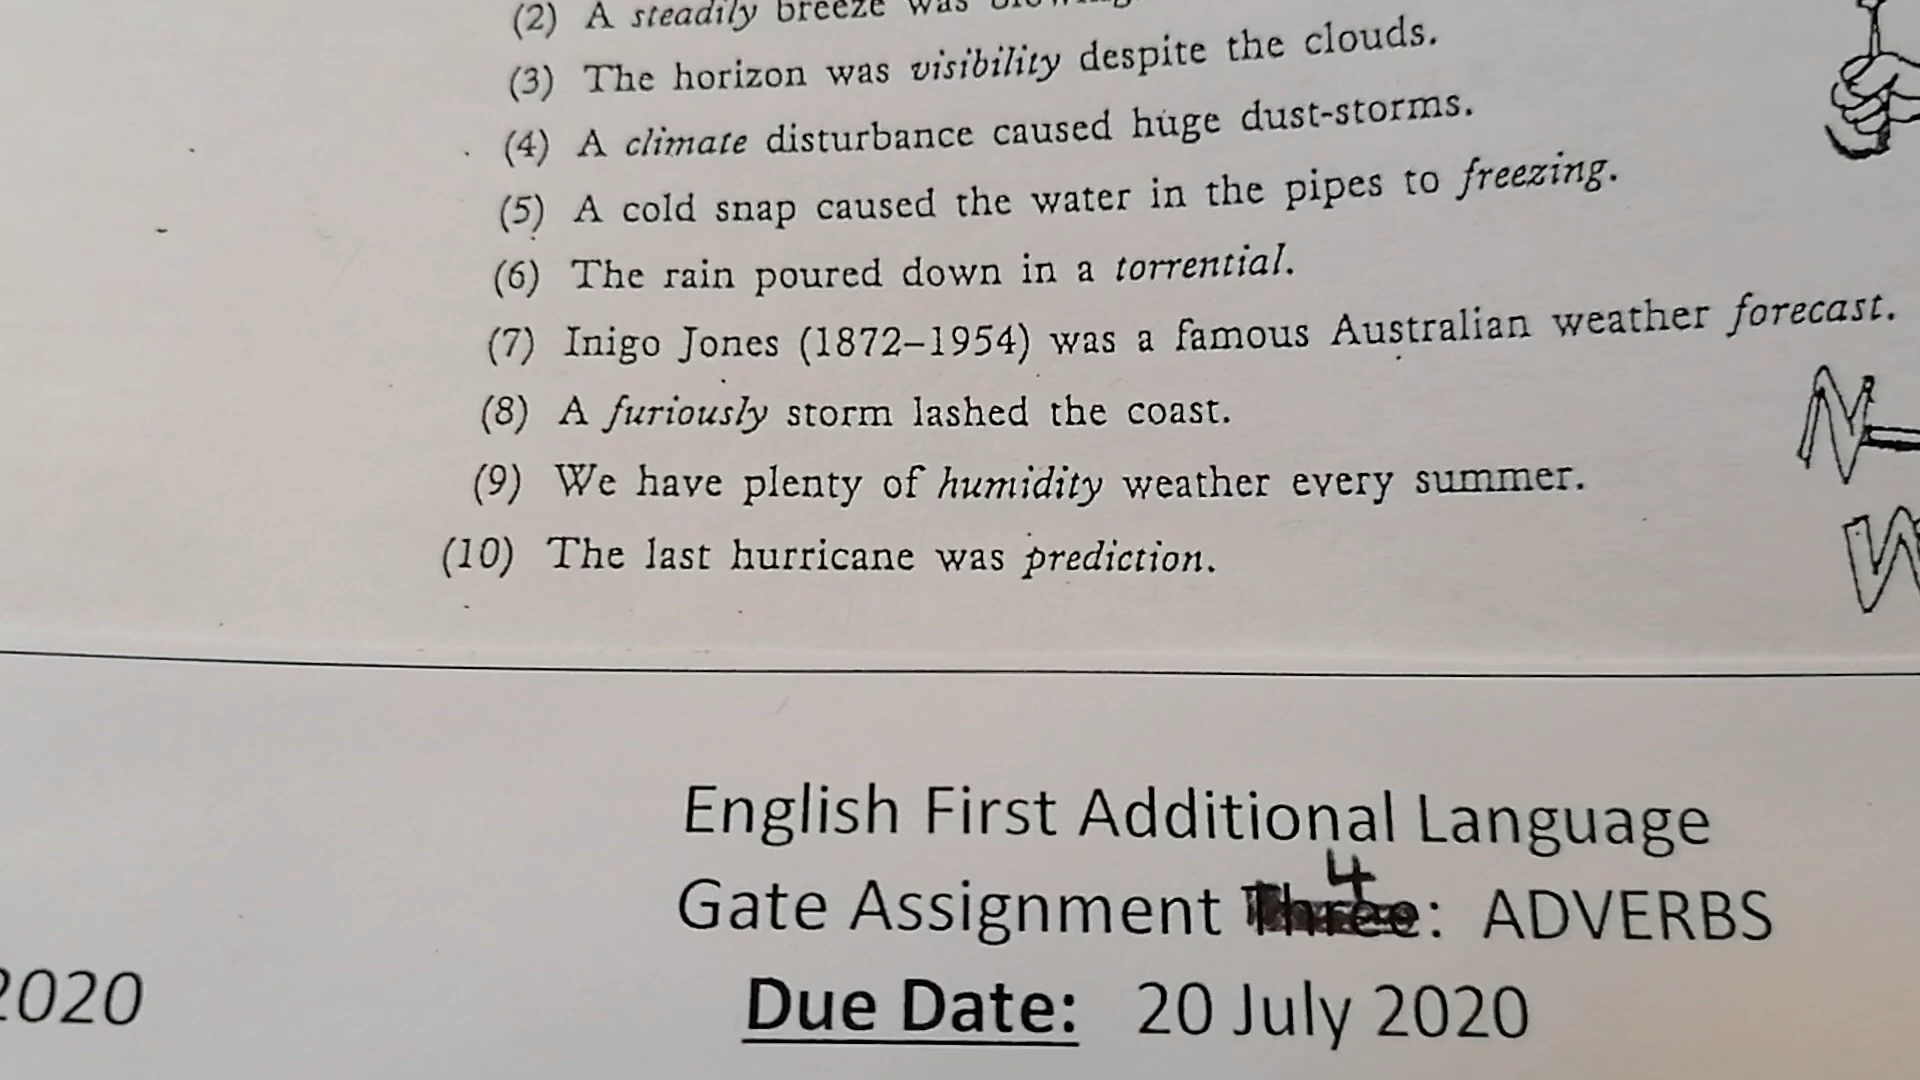 (2) A steadily breeze was blowing
(3) The horizon was visibility despite the clouds.
(4) A climate disturbance caused huge dust-storms.
(5) A cold snap caused the water in the pipes to freezing.
(6) The rain poured down in a torrential.
(7) Inigo Jones (1872–1954) was a famous Australian weather forecast.
(8) A furiously storm lashed the coast.
(9) We have plenty of humidity weather every summer.
(10) The last hurricane was prediction.
N
W
English First Additional Language
4
Gate Assignment Three: ADVERBS
2020
Due Date: 20 July 2020